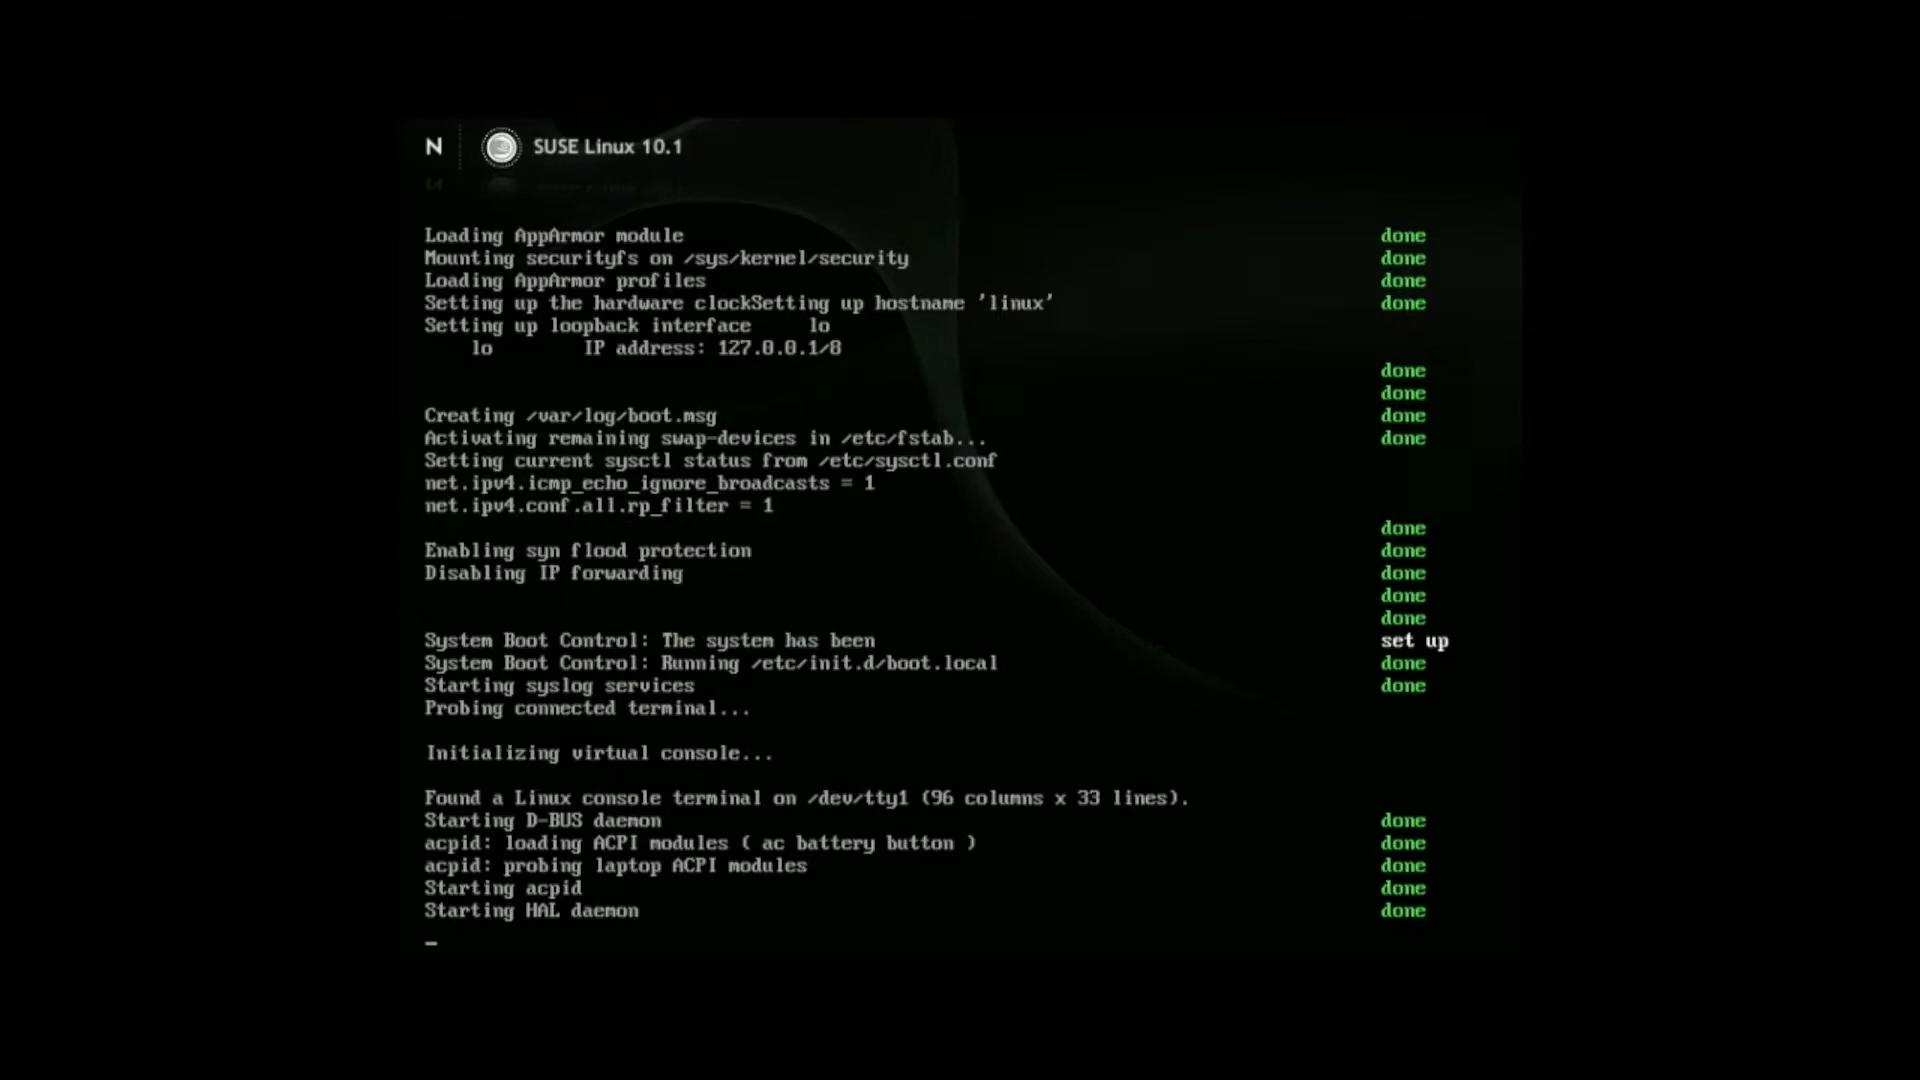 N SUSE Linux 10.1
Loading AppArmor module done
Mounting securityfs on /sys/kernel/security done
Loading AppArmor profiles done
Setting up the hardware clockSetting up hostname 'linux' done
Setting up loopback interface lo
lo IP address: 127.0.0.1/8
done
done
Creating /var/log/boot.msg done
Activating remaining swap-devices in /etc/fstab... done
Setting current sysctl status from /etc/sysctl.conf
net.ipv4.icmp_echo_ignore_broadcasts = 1
net.ipv4.conf.all.rp_filter = 1
done
Enabling syn flood protection done
Disabling IP forwarding done
done
done
System Boot Control: The system has been set up
System Boot Control: Running /etc/init.d/boot.local done
Starting syslog services done
Probing connected terminal...
Initializing virtual console...
Found a Linux console terminal on /dev/tty1 (96 columns x 33 lines).
Starting D-BUS daemon done
acpid: loading ACPI modules ( ac battery button ) done
acpid: probing laptop ACPI modules done
Starting acpid done
Starting HAL daemon done
_